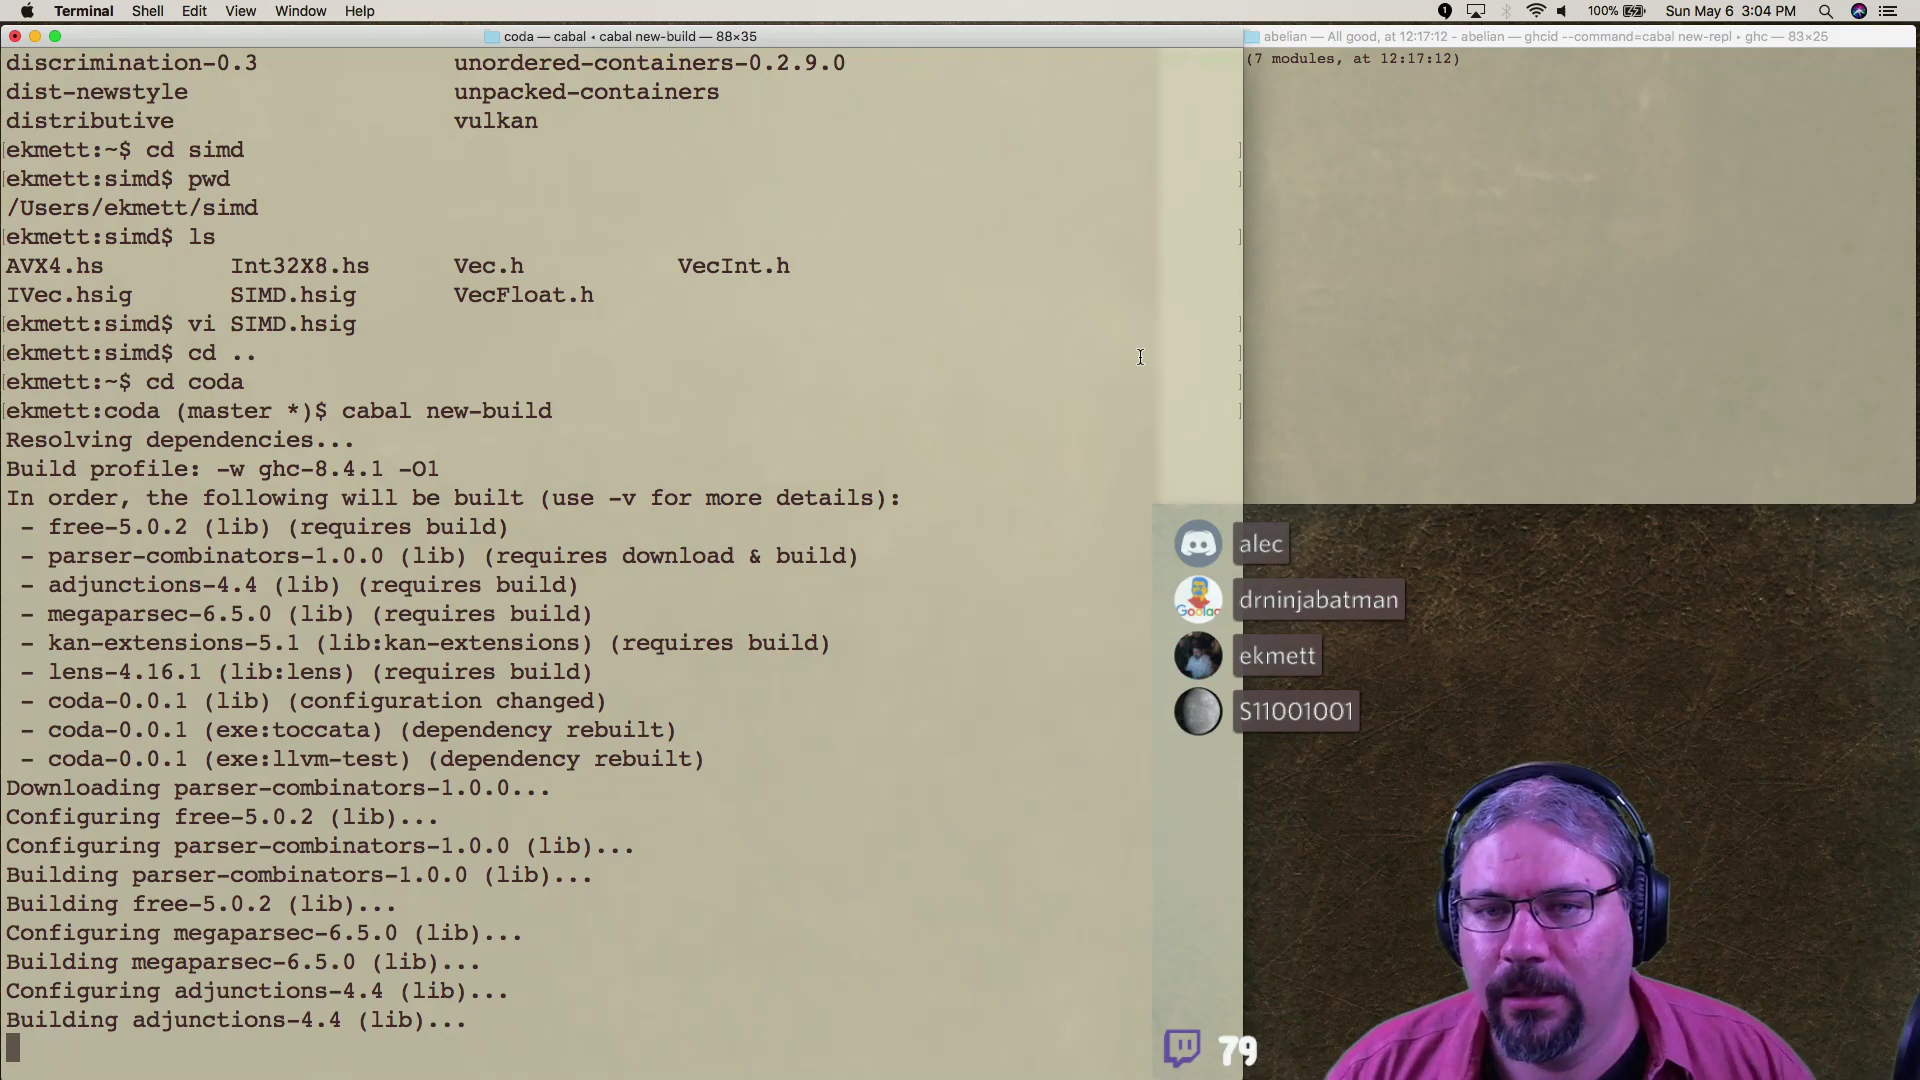 Terminal Shell Edit View Window Help
1 100% Sun May 6 3:04 PM
coda — cabal ◂ cabal new-build — 88×35
abelian — All good, at 12:17:12 - abelian — ghcid --command=cabal new-repl ◂ ghc — 83×25
(7 modules, at 12:17:12)
discrimination-0.3 unordered-containers-0.2.9.0
dist-newstyle unpacked-containers
distributive vulkan
[ekmett:~$ cd simd ]
[ekmett:simd$ pwd ]
/Users/ekmett/simd
[ekmett:simd$ ls ]
AVX4.hs Int32X8.hs Vec.h VecInt.h
IVec.hsig SIMD.hsig VecFloat.h
[ekmett:simd$ vi SIMD.hsig ]
[ekmett:simd$ cd .. ]
[ekmett:~$ cd coda ]
[ekmett:coda (master *)$ cabal new-build ]
Resolving dependencies...
Build profile: -w ghc-8.4.1 -O1
In order, the following will be built (use -v for more details):
- free-5.0.2 (lib) (requires build)
- parser-combinators-1.0.0 (lib) (requires download & build)
- adjunctions-4.4 (lib) (requires build)
- megaparsec-6.5.0 (lib) (requires build)
- kan-extensions-5.1 (lib:kan-extensions) (requires build)
- lens-4.16.1 (lib:lens) (requires build)
- coda-0.0.1 (lib) (configuration changed)
- coda-0.0.1 (exe:toccata) (dependency rebuilt)
- coda-0.0.1 (exe:llvm-test) (dependency rebuilt)
Downloading parser-combinators-1.0.0...
Configuring free-5.0.2 (lib)...
Configuring parser-combinators-1.0.0 (lib)...
Building parser-combinators-1.0.0 (lib)...
Building free-5.0.2 (lib)...
Configuring megaparsec-6.5.0 (lib)...
Building megaparsec-6.5.0 (lib)...
Configuring adjunctions-4.4 (lib)...
Building adjunctions-4.4 (lib)...
alec
drninjabatman
ekmett
S11001001
79